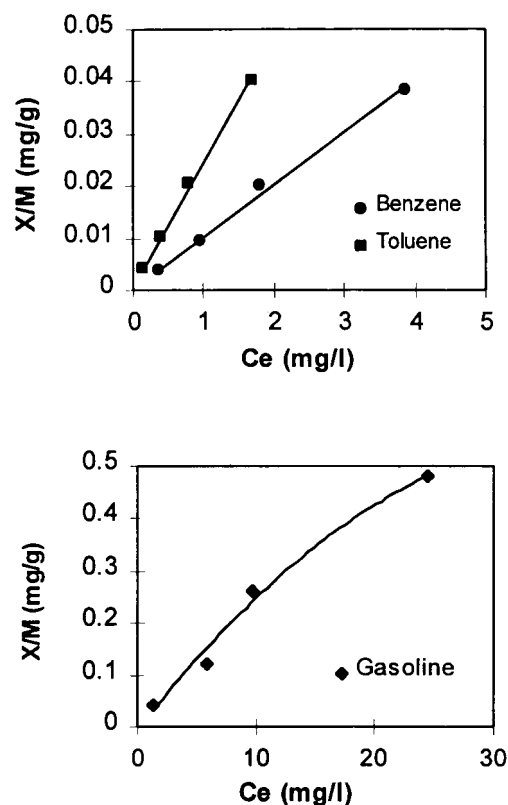 0.05
0.04
0.03
0.02
0.01
0
X/M (mg/g)
Benzene
Toluene
0 1 2 3 4 5
Ce (mg/l)
0.5
0.4
0.3
0.2
0.1
0
X/M (mg/g)
Gasoline
0 10 20 30
Ce (mg/l)